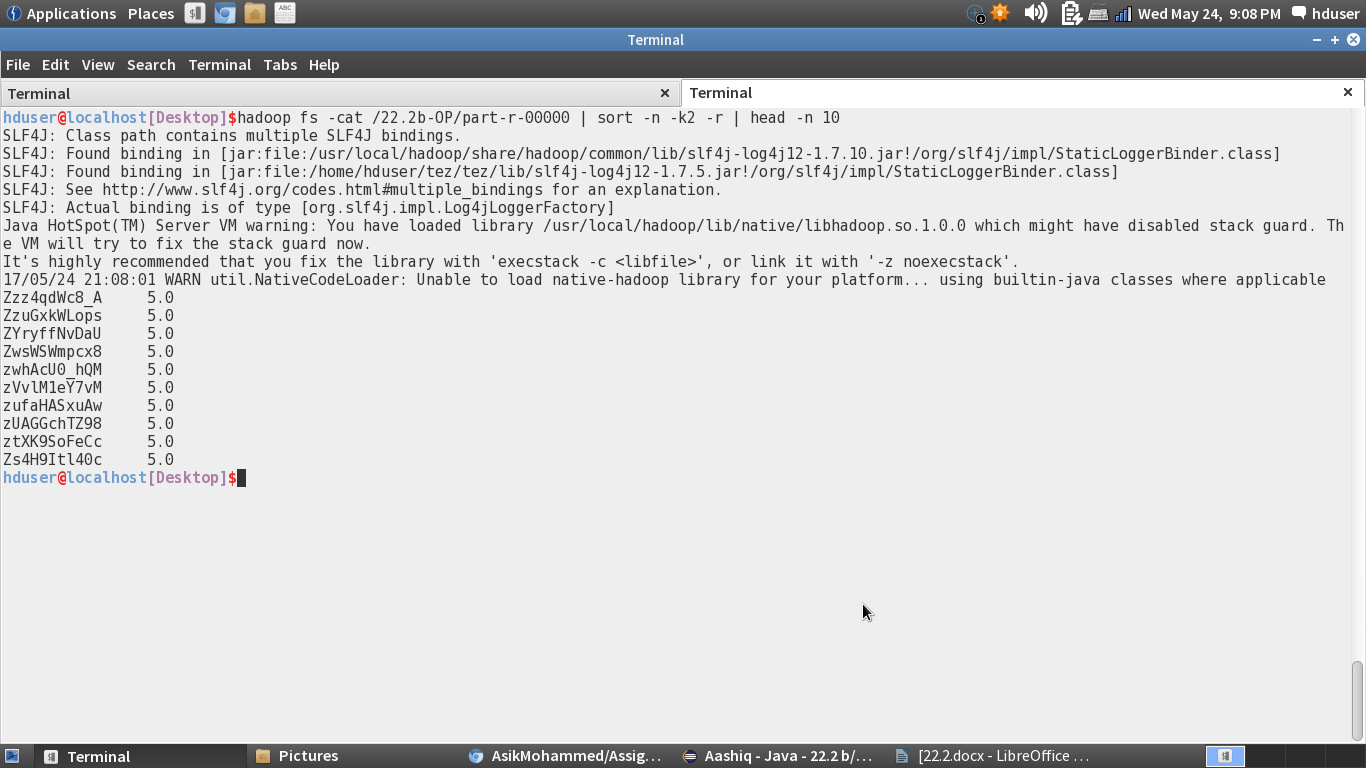 Applications Places Wed May 24, 9:08 PM hduser
Terminal
File Edit View Search Terminal Tabs Help
Terminal Terminal
hduser@localhost[Desktop]$hadoop fs -cat /22.2b-OP/part-r-00000 | sort -n -k2 -r | head -n 10
SLF4J: Class path contains multiple SLF4J bindings.
SLF4J: Found binding in [jar:file:/usr/local/hadoop/share/hadoop/common/lib/slf4j-log4j12-1.7.10.jar!/org/slf4j/impl/StaticLoggerBinder.class]
SLF4J: Found binding in [jar:file:/home/hduser/tez/tez/lib/slf4j-log4j12-1.7.5.jar!/org/slf4j/impl/StaticLoggerBinder.class]
SLF4J: See http://www.slf4j.org/codes.html#multiple_bindings for an explanation.
SLF4J: Actual binding is of type [org.slf4j.impl.Log4jLoggerFactory]
Java HotSpot(TM) Server VM warning: You have loaded library /usr/local/hadoop/lib/native/libhadoop.so.1.0.0 which might have disabled stack guard. Th
e VM will try to fix the stack guard now.
It's highly recommended that you fix the library with 'execstack -c <libfile>', or link it with '-z noexecstack'.
17/05/24 21:08:01 WARN util.NativeCodeLoader: Unable to load native-hadoop library for your platform... using builtin-java classes where applicable
Zzz4qdWc8_A 5.0
ZzuGxkWLops 5.0
ZYryffNvDaU 5.0
ZwsWSWmpcx8 5.0
zwhAcU0_hQM 5.0
zVvlM1eY7vM 5.0
zufaHASxuAw 5.0
zUAGGchTZ98 5.0
ztXK9SoFeCc 5.0
Zs4H9Itl40c 5.0
hduser@localhost[Desktop]$
Terminal Pictures AsikMohammed/Assig... Aashiq - Java - 22.2 b/... [22.2.docx - LibreOffice ...